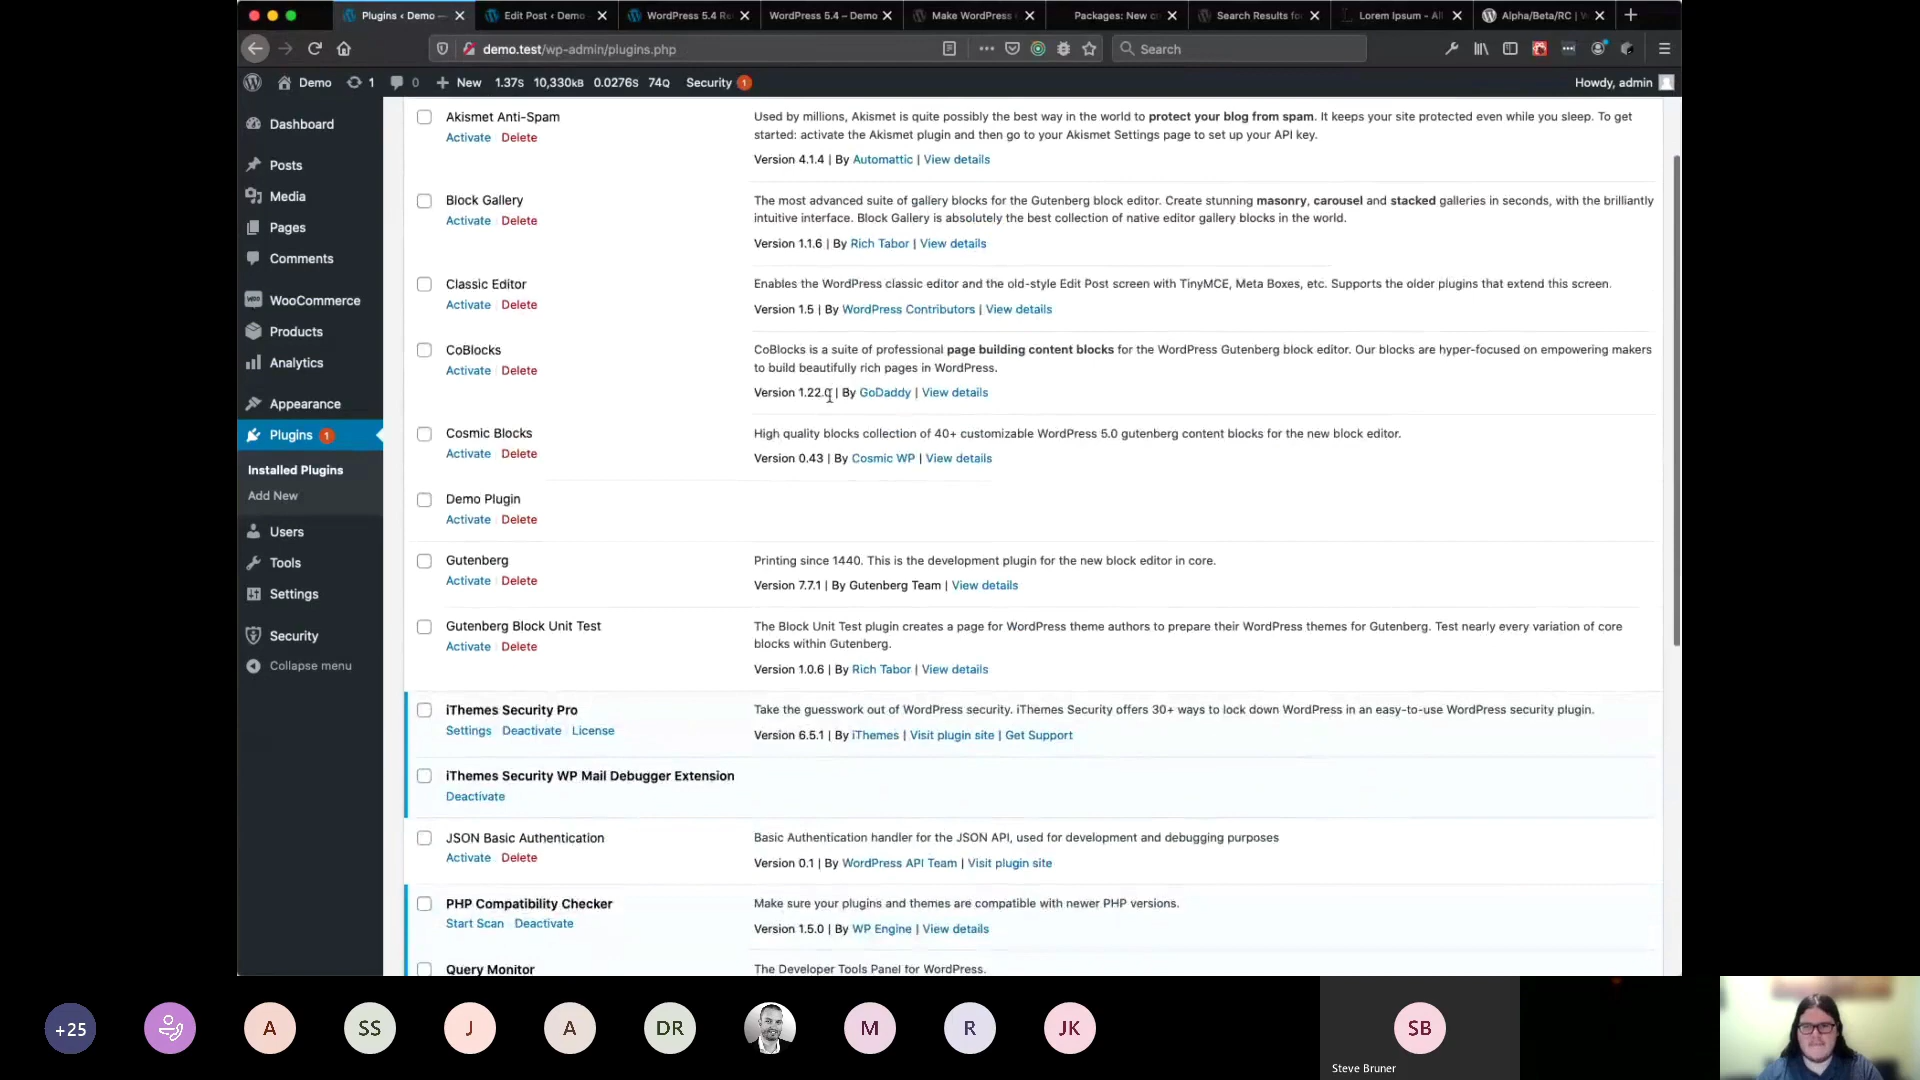 Plugins ‹ Demo —
Edit Post ‹ Demo
WordPress 5.4 R
WordPress 5.4 – Demo
Make WordPress
Packages: New
Search Results fo
Lorem Ipsum - All
Alpha/Beta/RC |
demo.test/wp-admin/plugins.php
Search
Demo
1
0
New
1.37S 10,330kB 0.0276S 74Q
Security 1
Howdy, admin
Dashboard
Posts
Media
Pages
Comments
WooCommerce
Products
Analytics
Appearance
Plugins 1
Installed Plugins
Add New
Users
Tools
Settings
Security
Collapse menu
Akismet Anti-Spam
Activate | Delete
Used by millions, Akismet is quite possibly the best way in the world to protect your blog from spam. It keeps your site protected even while you sleep. To get
started: activate the Akismet plugin and then go to your Akismet Settings page to set up your API key.
Version 4.1.4 | By Automattic | View details
Block Gallery
Activate | Delete
The most advanced suite of gallery blocks for the Gutenberg block editor. Create stunning masonry, carousel and stacked galleries in seconds, with the brilliantly
intuitive interface. Block Gallery is absolutely the best collection of native editor gallery blocks in the world.
Version 1.1.6 | By Rich Tabor | View details
Classic Editor
Activate | Delete
Enables the WordPress classic editor and the old-style Edit Post screen with TinyMCE, Meta Boxes, etc. Supports the older plugins that extend this screen.
Version 1.5 | By WordPress Contributors | View details
CoBlocks
Activate | Delete
CoBlocks is a suite of professional page building content blocks for the WordPress Gutenberg block editor. Our blocks are hyper-focused on empowering makers
to build beautifully rich pages in WordPress.
Version 1.22.0 | By GoDaddy | View details
Cosmic Blocks
Activate | Delete
High quality blocks collection of 40+ customizable WordPress 5.0 gutenberg content blocks for the new block editor.
Version 0.43 | By Cosmic WP | View details
Demo Plugin
Activate | Delete
Gutenberg
Activate | Delete
Printing since 1440. This is the development plugin for the new block editor in core.
Version 7.7.1 | By Gutenberg Team | View details
Gutenberg Block Unit Test
Activate | Delete
The Block Unit Test plugin creates a page for WordPress theme authors to prepare their WordPress themes for Gutenberg. Test nearly every variation of core
blocks within Gutenberg.
Version 1.0.6 | By Rich Tabor | View details
iThemes Security Pro
Settings | Deactivate | License
Take the guesswork out of WordPress security. iThemes Security offers 30+ ways to lock down WordPress in an easy-to-use WordPress security plugin.
Version 6.5.1 | By iThemes | Visit plugin site | Get Support
iThemes Security WP Mail Debugger Extension
Deactivate
JSON Basic Authentication
Activate | Delete
Basic Authentication handler for the JSON API, used for development and debugging purposes
Version 0.1 | By WordPress API Team | Visit plugin site
PHP Compatibility Checker
Start Scan | Deactivate
Make sure your plugins and themes are compatible with newer PHP versions.
Version 1.5.0 | By WP Engine | View details
Query Monitor
The Developer Tools Panel for WordPress.
+25
A
SS
J
A
DR
M
R
JK
SB
Steve Bruner